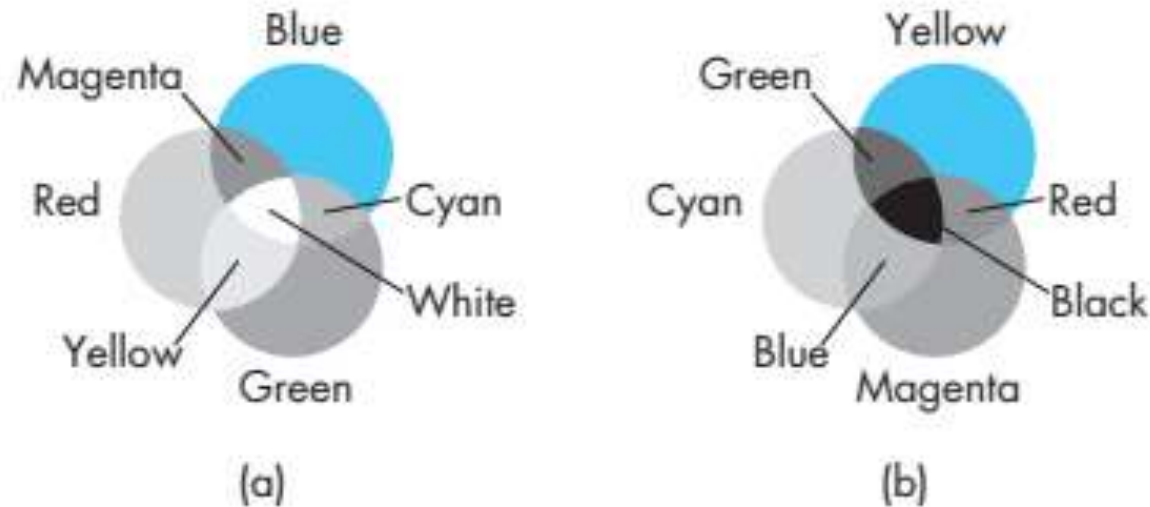 Blue
Magenta
Red
Cyan
White
Yellow
Green
(a)
Yellow
Green
Cyan
Red
Black
Blue
Magenta
(b)